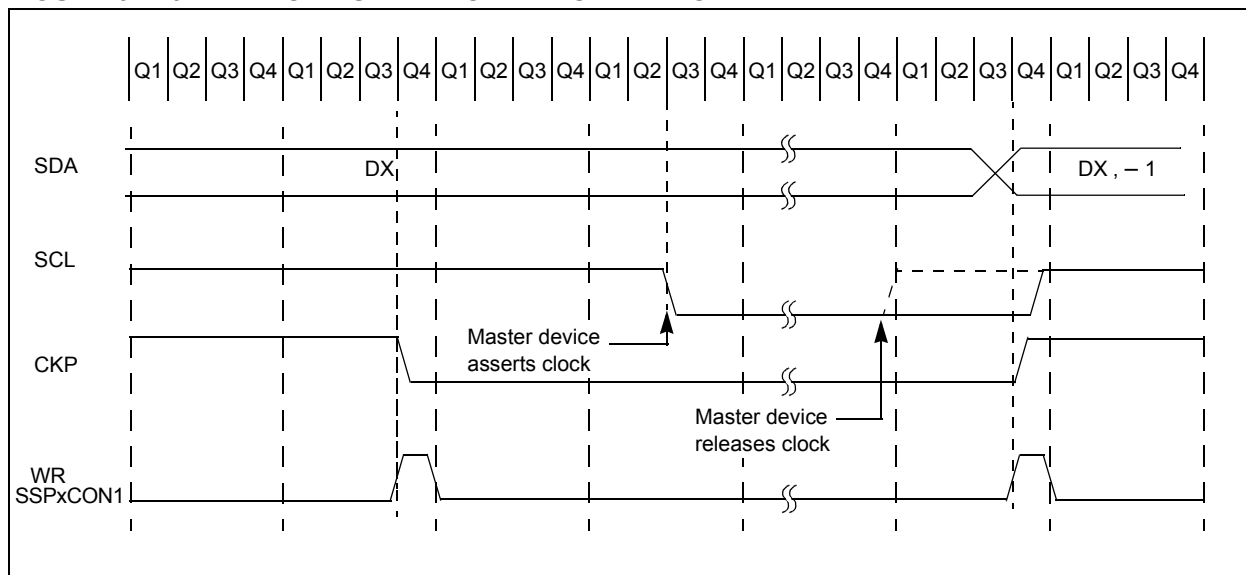 Q1 Q2 Q3 Q4 Q1 Q2 Q3 Q4 Q1 Q2 Q3 Q4 Q1 Q2 Q3 Q4 Q1 Q2 Q3 Q4 Q1 Q2 Q3 Q4 Q1 Q2 Q3 Q4
SDA
DX
DX , – 1
SCL
Master device
asserts clock
CKP
Master device
releases clock
WR
SSPxCON1